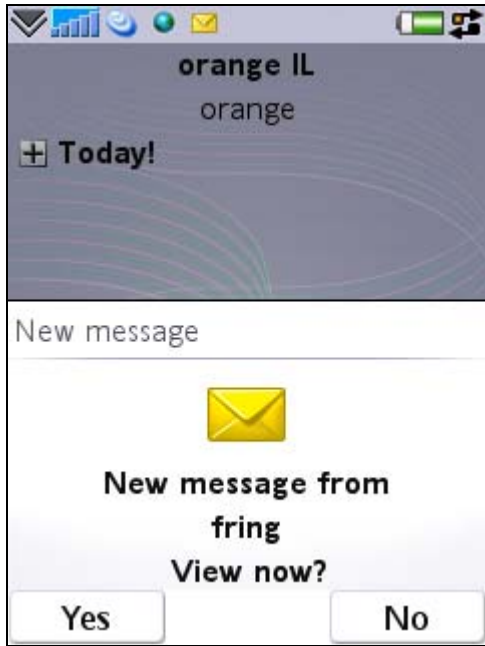 orange IL
orange
Today!
New message
New message from
fring
View now?
Yes
No